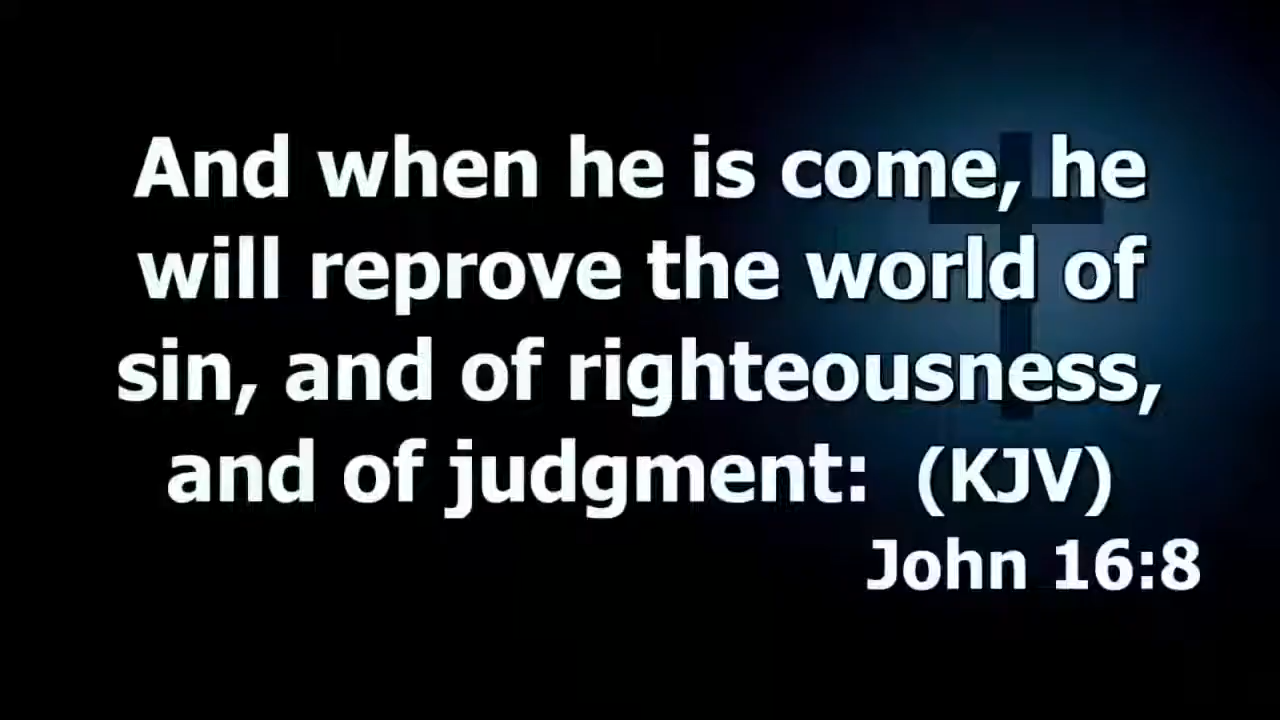 And when he is come, he
will reprove the world of
sin, and of righteousness,
and of judgment: (KJV)
John 16:8